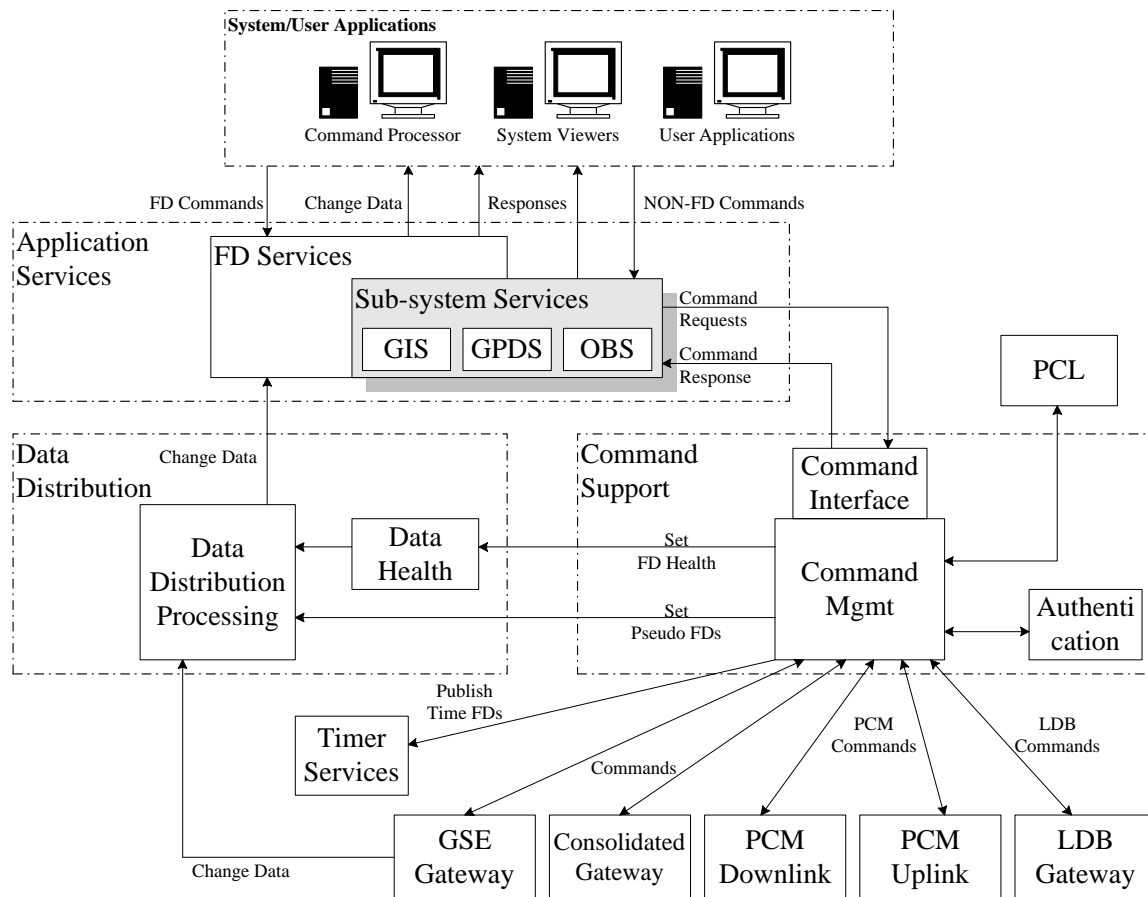 System/User Applications
Command Processor
System Viewers
User Applications
FD Commands
Change Data
Responses
NON-FD Commands
Application
Services
FD Services
Sub-system Services
GIS
GPDS
OBS
Command
Requests
Command
Response
PCL
Data
Distribution
Change Data
Command
Support
Command
Interface
Data
Distribution
Processing
Data
Health
Set
FD Health
Set
Pseudo FDs
Command
Mgmt
Authenti
cation
Publish
Time FDs
Timer
Services
Commands
PCM
Commands
LDB
Commands
Change Data
GSE
Gateway
Consolidated
Gateway
PCM
Downlink
PCM
Uplink
LDB
Gateway